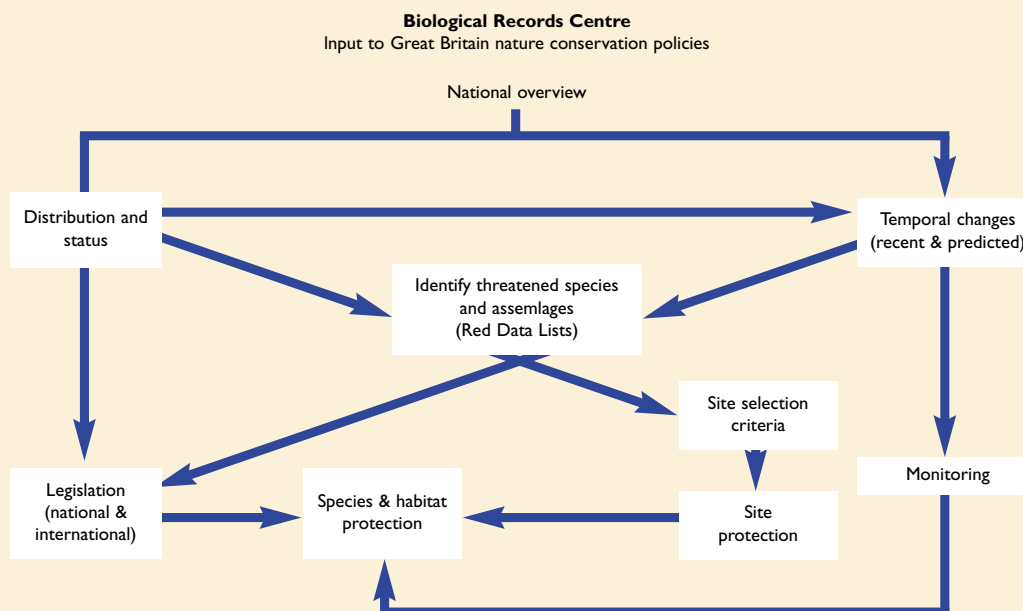 Biological Records Centre
Input to Great Britain nature conservation policies
National overview
Distribution and
status
Temporal changes
(recent & predicted)
Identify threatened species
and assemlages
(Red Data Lists)
Site selection
criteria
Legislation
(national &
international)
Species & habitat
protection
Site
protection
Monitoring